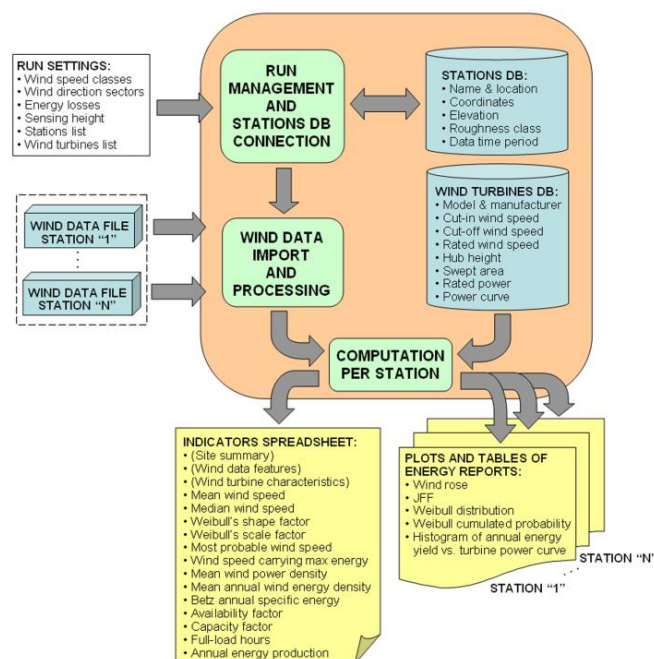 RUN SETTINGS:
• Wind speed classes
• Wind direction sectors
• Energy losses
• Sensing height
• Stations list
• Wind turbines list
RUN
MANAGEMENT
AND
STATIONS DB
CONNECTION
STATIONS DB:
• Name & location
• Coordinates
• Elevation
• Roughness class
• Data time period
WIND DATA FILE
STATION “1”
WIND DATA FILE
STATION “N”
WIND DATA
IMPORT
AND
PROCESSING
WIND TURBINES DB:
• Model & manufacturer
• Cut-in wind speed
• Cut-off wind speed
• Rated wind speed
• Hub height
• Swept area
• Rated power
• Power curve
COMPUTATION
PER STATION
INDICATORS SPREADSHEET:
• (Site summary)
• (Wind data features)
• (Wind turbine characteristics)
• Mean wind speed
• Median wind speed
• Weibull's shape factor
• Weibull's scale factor
• Most probable wind speed
• Wind speed carrying max energy
• Mean wind power density
• Mean annual wind energy density
• Betz annual specific energy
• Availability factor
• Capacity factor
• Full-load hours
• Annual energy production
PLOTS AND TABLES OF
ENERGY REPORTS:
• Wind rose
• JFF
• Weibull distribution
• Weibull cumulated probability
• Histogram of annual energy
yield vs. turbine power curve
STATION “N”
STATION “1”